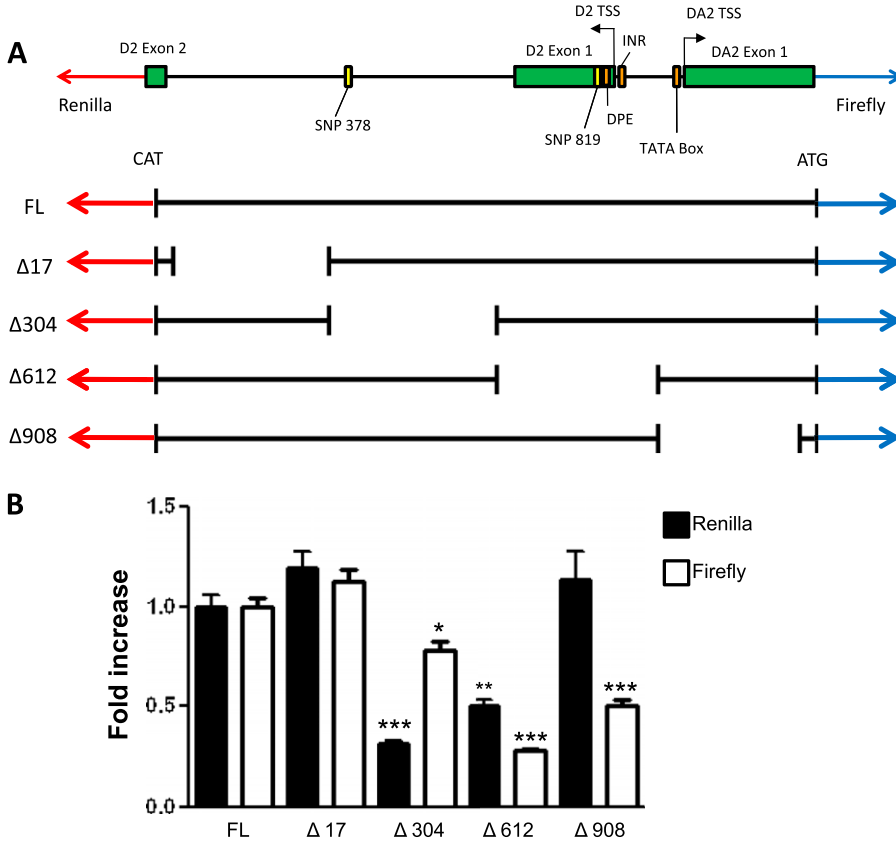 A
D2 Exon 2
D2 Exon 1
D2 TSS
INR
DA2 TSS
DA2 Exon 1
Renilla
SNP 378
SNP 819
DPE
TATA Box
Firefly
CAT
ATG
FL
Δ17
Δ304
Δ612
Δ908
B
Fold increase
1.5
1.0
0.5
0.0
***
*
**
***
***
Renilla
Firefly
FL
Δ 17
Δ 304
Δ 612
Δ 908